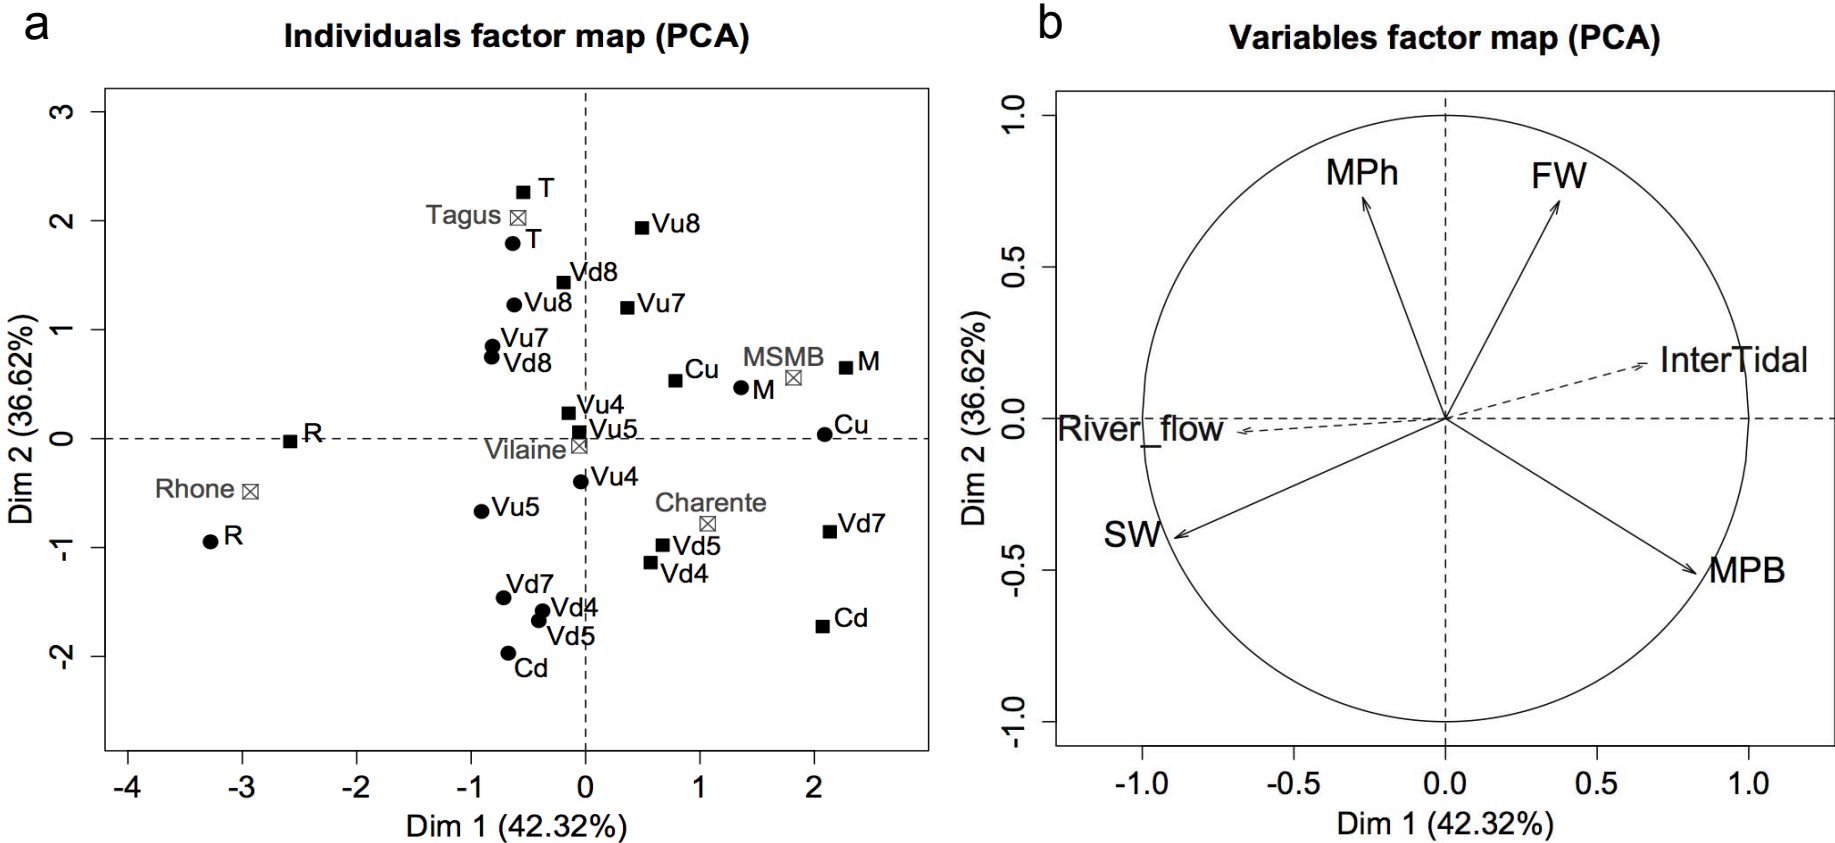 a
Individuals factor map (PCA)
3
2
1
0
-1
-2
Dim 2 (36.62%)
T
Tagus
T
Vu8
Vd8
Vu8
Vu7
Vu7
Vd8
MSMB
M
Cu
M
Vu4
Vu5
Cu
R
Vilaine
Vu4
Rhone
Charente
Vu5
Vd7
R
Vd5
Vd4
Vd7
Vd4
Cd
Vd5
Cd
-4 -3 -2 -1 0 1 2
Dim 1 (42.32%)
b
Variables factor map (PCA)
1.0
0.5
0.0
-0.5
-1.0
Dim 2 (36.62%)
MPh
FW
InterTidal
River_flow
SW
MPB
-1.0 -0.5 0.0 0.5 1.0
Dim 1 (42.32%)